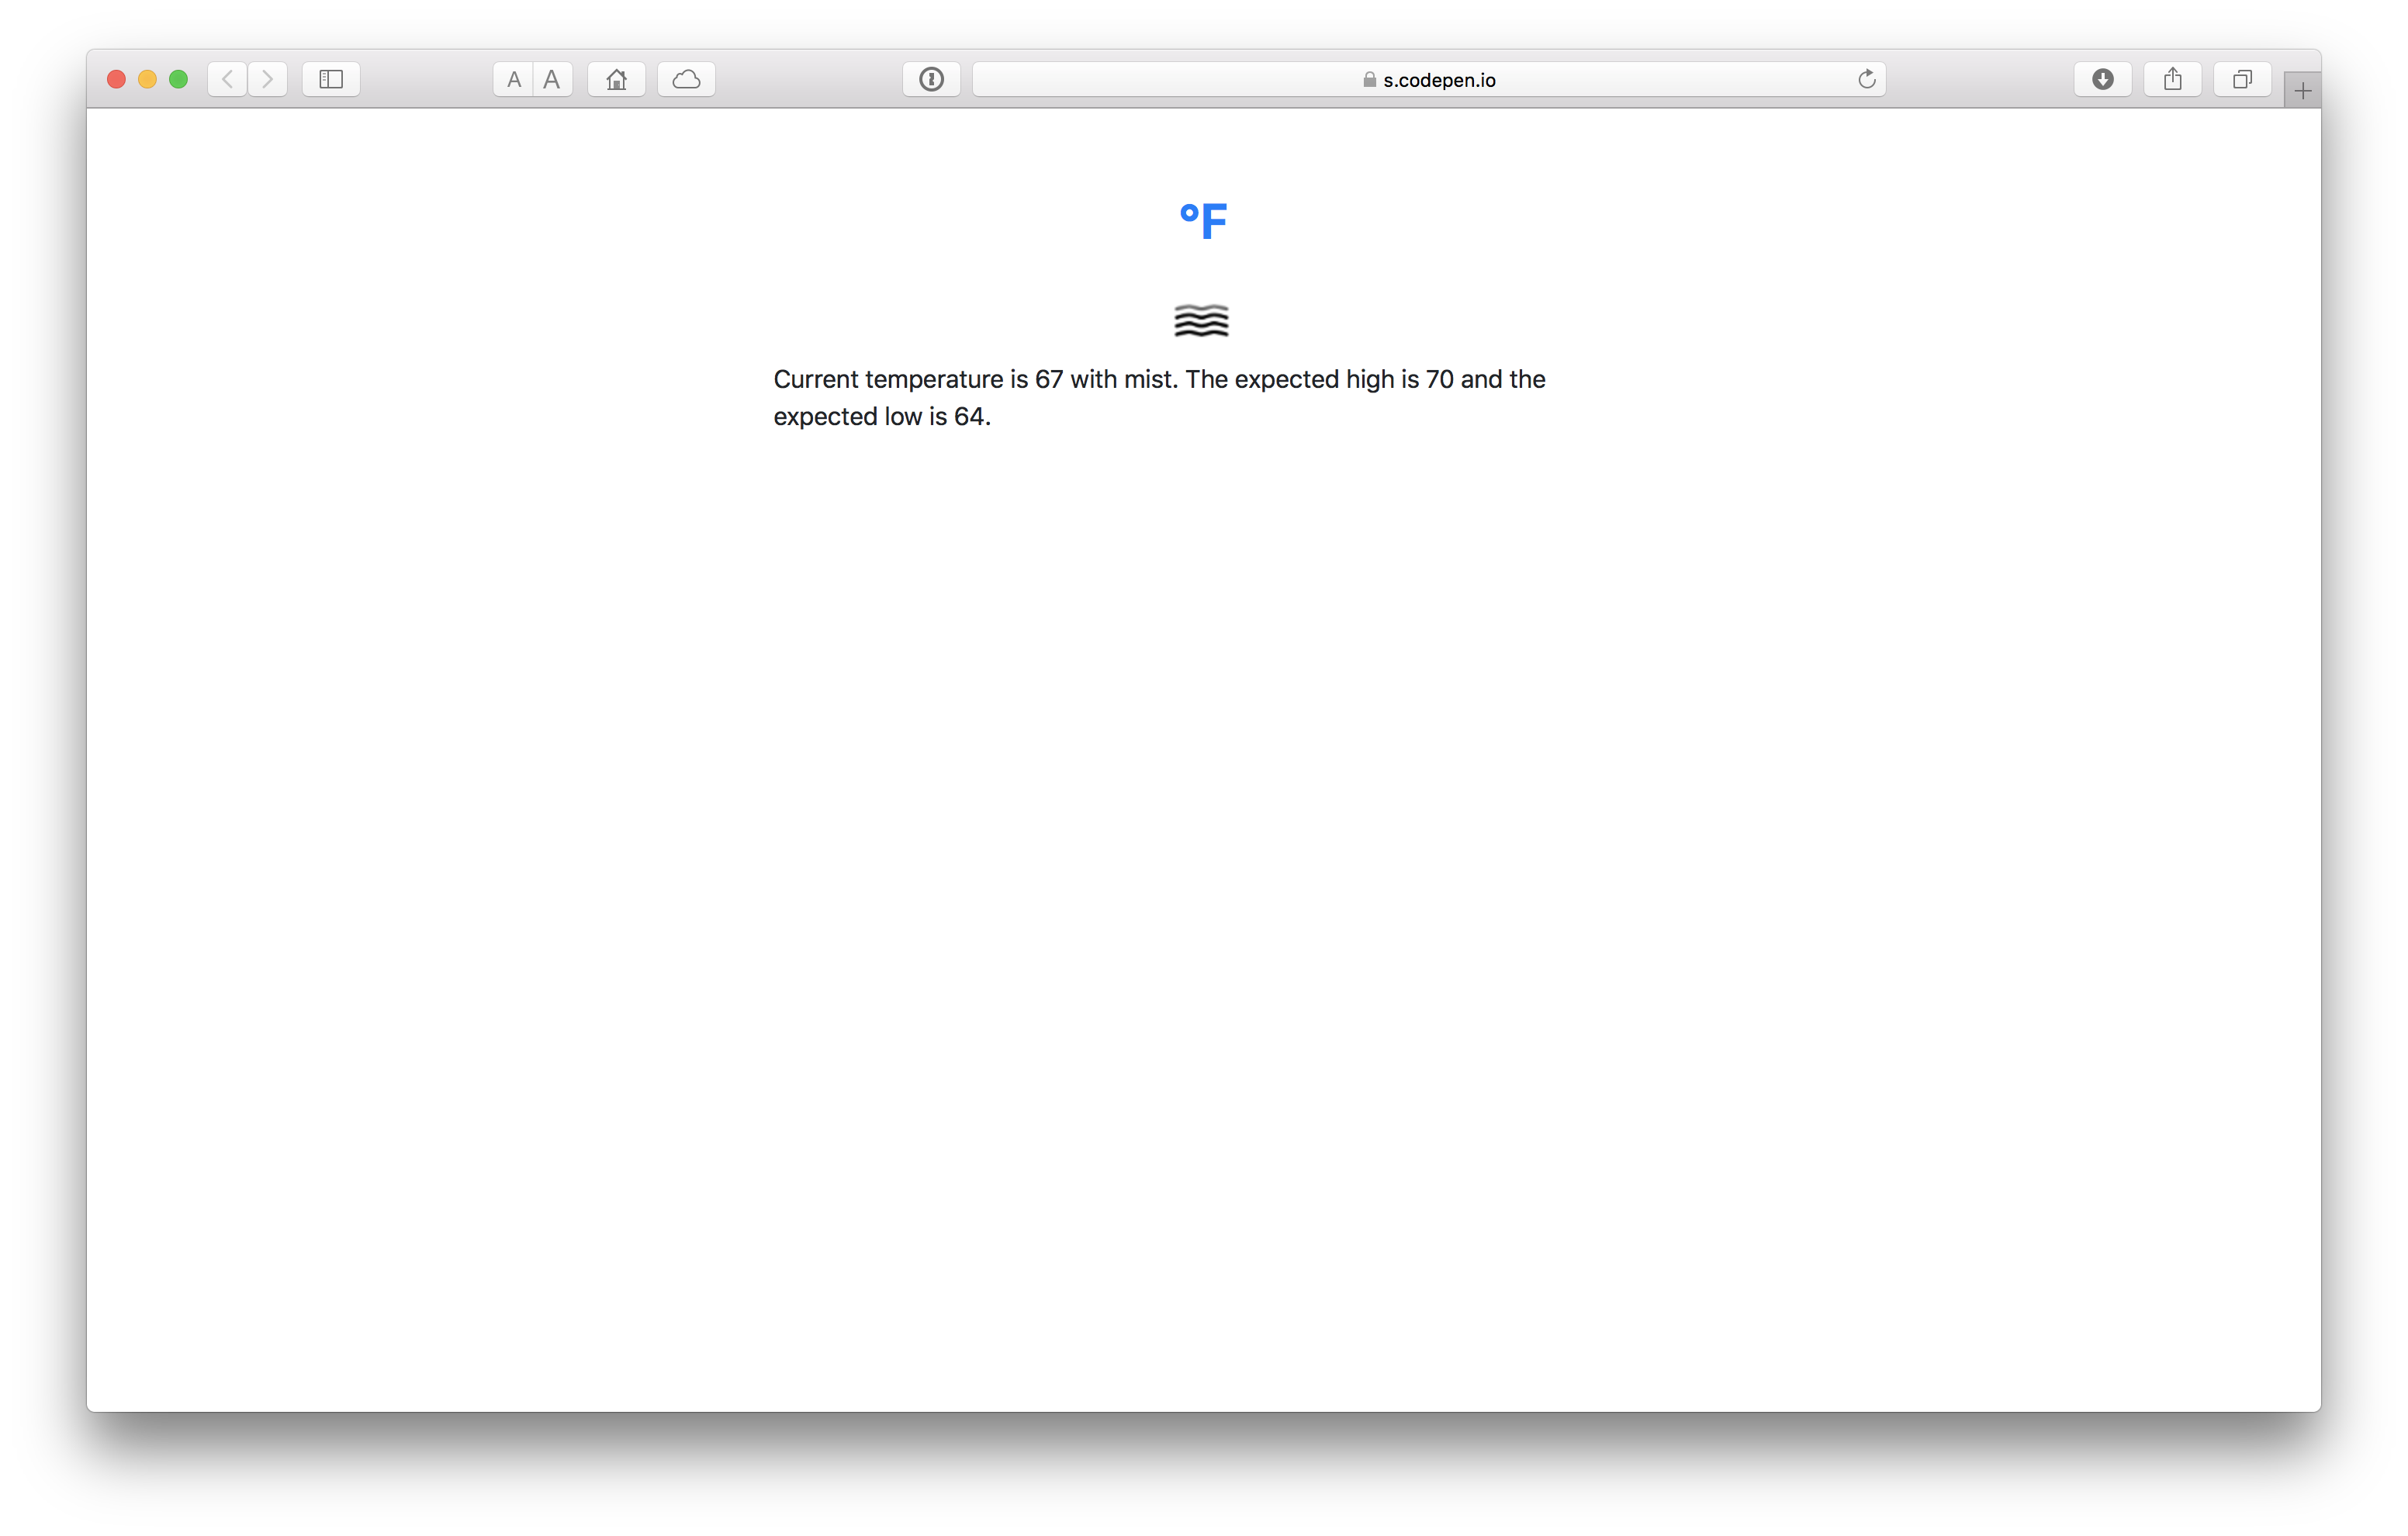 A A
s.codepen.io
°F
Current temperature is 67 with mist. The expected high is 70 and the
expected low is 64.